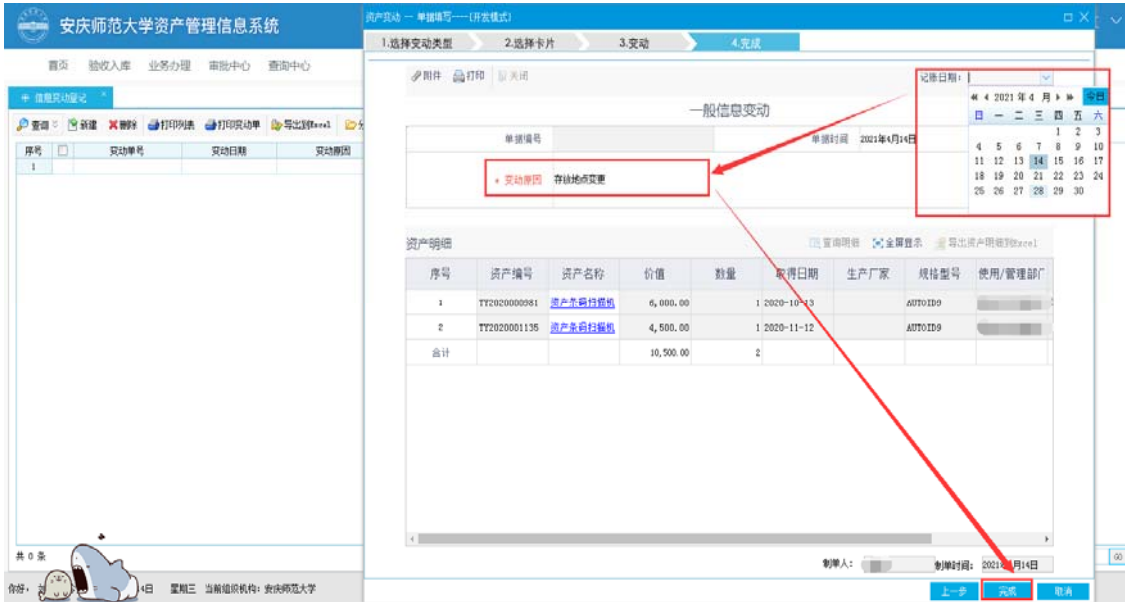 安庆师范大学资产管理信息系统
首页 验收入库 业务办理 审批中心 查询中心
信息变动登记 ×
查询 新建 删除 打印列表 打印变动单 导出到Excel
序号 变动单号 变动日期 变动原因
1
共 0 条
你好, 4日 星期三 当前组织机构: 安庆师范大学
资产变动 — 单据填写----(开发模式)
1.选择变动类型 2.选择卡片 3.变动 4.完成
附件 打印 关闭
记账日期:
2021 年 4 月 今日
日 一 二 三 四 五 六
1 2 3
4 5 6 7 8 9 10
11 12 13 14 15 16 17
18 19 20 21 22 23 24
25 26 27 28 29 30
一般信息变动
单据编号 单据时间 2021年4月14日
* 变动原因 存放地点变更
资产明细
查询明细 全屏显示 导出资产明细到Excel
序号 资产编号 资产名称 价值 数量 取得日期 生产厂家 规格型号 使用/管理部门
1 TY2020000981 资产条码扫描机 6,000.00 1 2020-10-13 AUTOID9
2 TY2020001135 资产条码扫描机 4,500.00 1 2020-11-12 AUTOID9
合计 10,500.00 2
制单人: 制单时间: 2021年4月14日
上一步 完成 取消